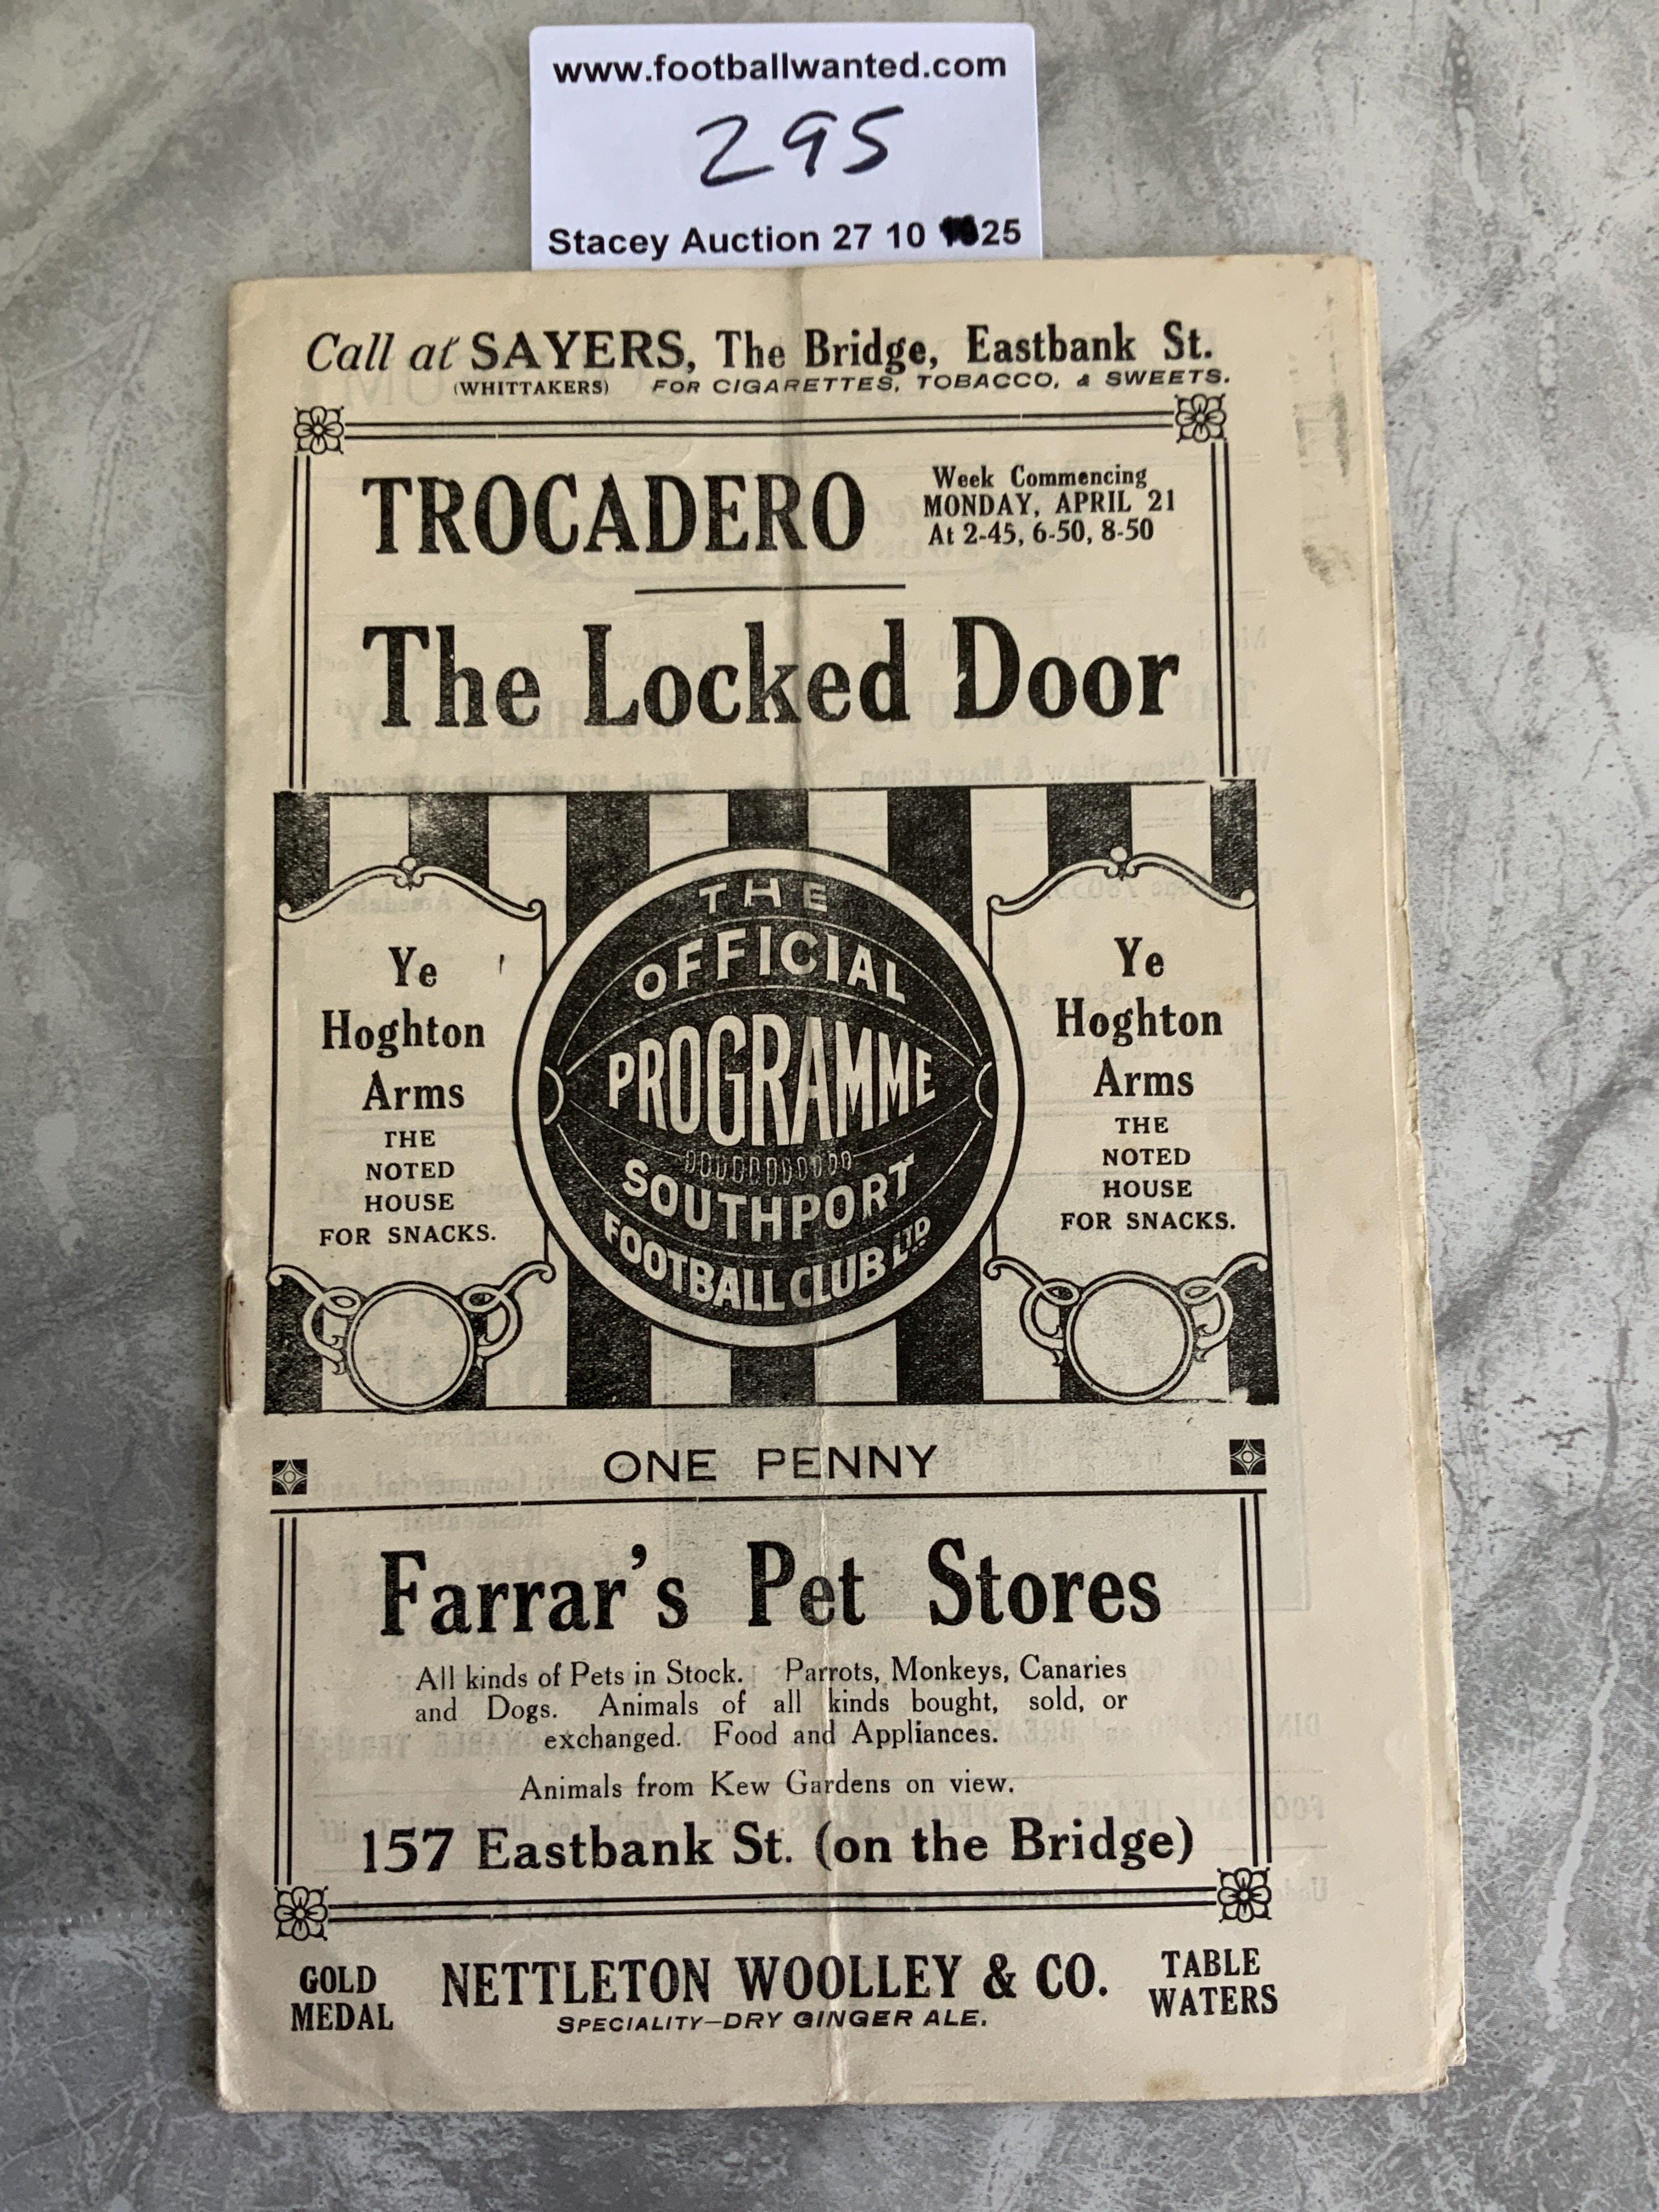 www.footballwanted.com
295
Stacey Auction 27 10 25
Call at SAYERS, The Bridge, Eastbank St.
(WHITTAKERS) FOR CIGARETTES, TOBACCO, & SWEETS.
TROCADERO
Week Commencing
MONDAY, APRIL 21
At 2-45, 6-50, 8-50
The Locked Door
Ye
Hoghton
Arms
THE
NOTED
HOUSE
FOR SNACKS.
THE
OFFICIAL
PROGRAMME
SOUTHPORT
FOOTBALL CLUB LTD
Ye
Hoghton
Arms
THE
NOTED
HOUSE
FOR SNACKS.
ONE PENNY
Farrar's Pet Stores
All kinds of Pets in Stock. Parrots, Monkeys, Canaries
and Dogs. Animals of all kinds bought, sold, or
exchanged. Food and Appliances.
Animals from Kew Gardens on view.
157 Eastbank St. (on the Bridge)
GOLD
MEDAL
NETTLETON WOOLLEY & CO.
SPECIALITY—DRY GINGER ALE.
TABLE
WATERS